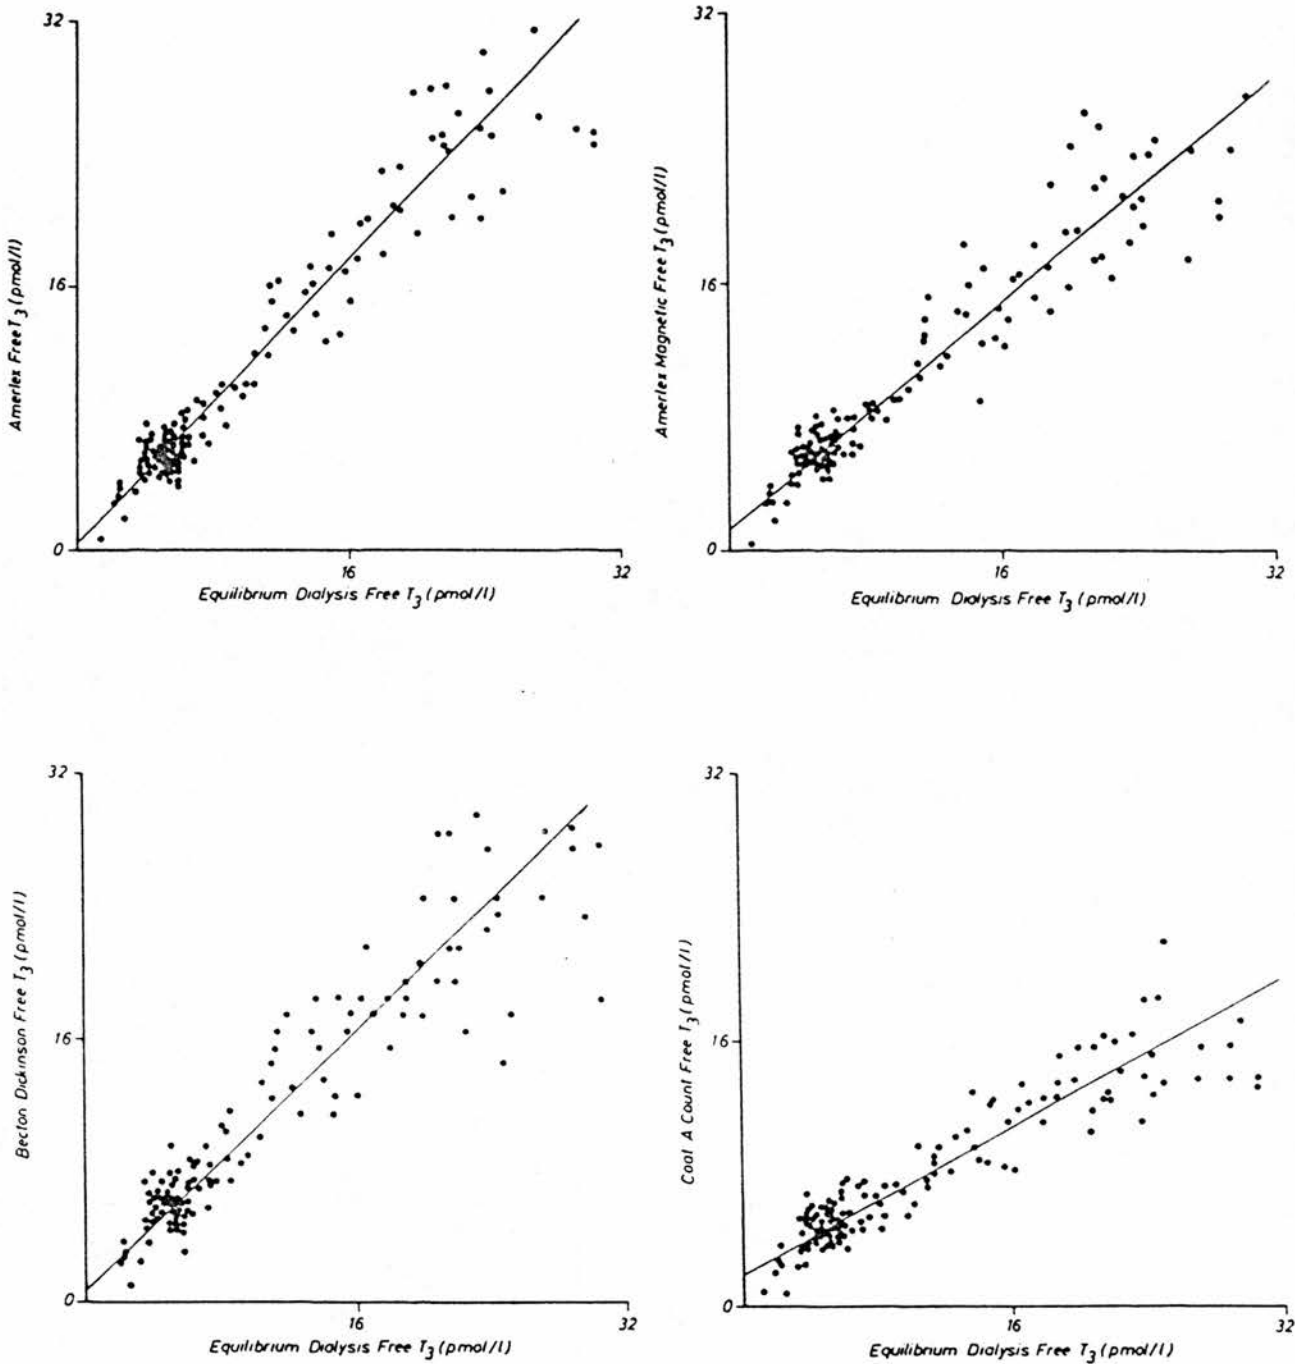 32
Amerlex Free T3 (pmol/l)
16
0
16
32
Equilibrium Dialysis Free T3 (pmol/l)
32
Amerlex Magnetic Free T3 (pmol/l)
16
0
16
32
Equilibrium Dialysis Free T3 (pmol/l)
32
Becton Dickinson Free T3 (pmol/l)
16
0
16
32
Equilibrium Dialysis Free T3 (pmol/l)
32
Coat A Count Free T3 (pmol/l)
16
0
16
32
Equilibrium Dialysis Free T3 (pmol/l)